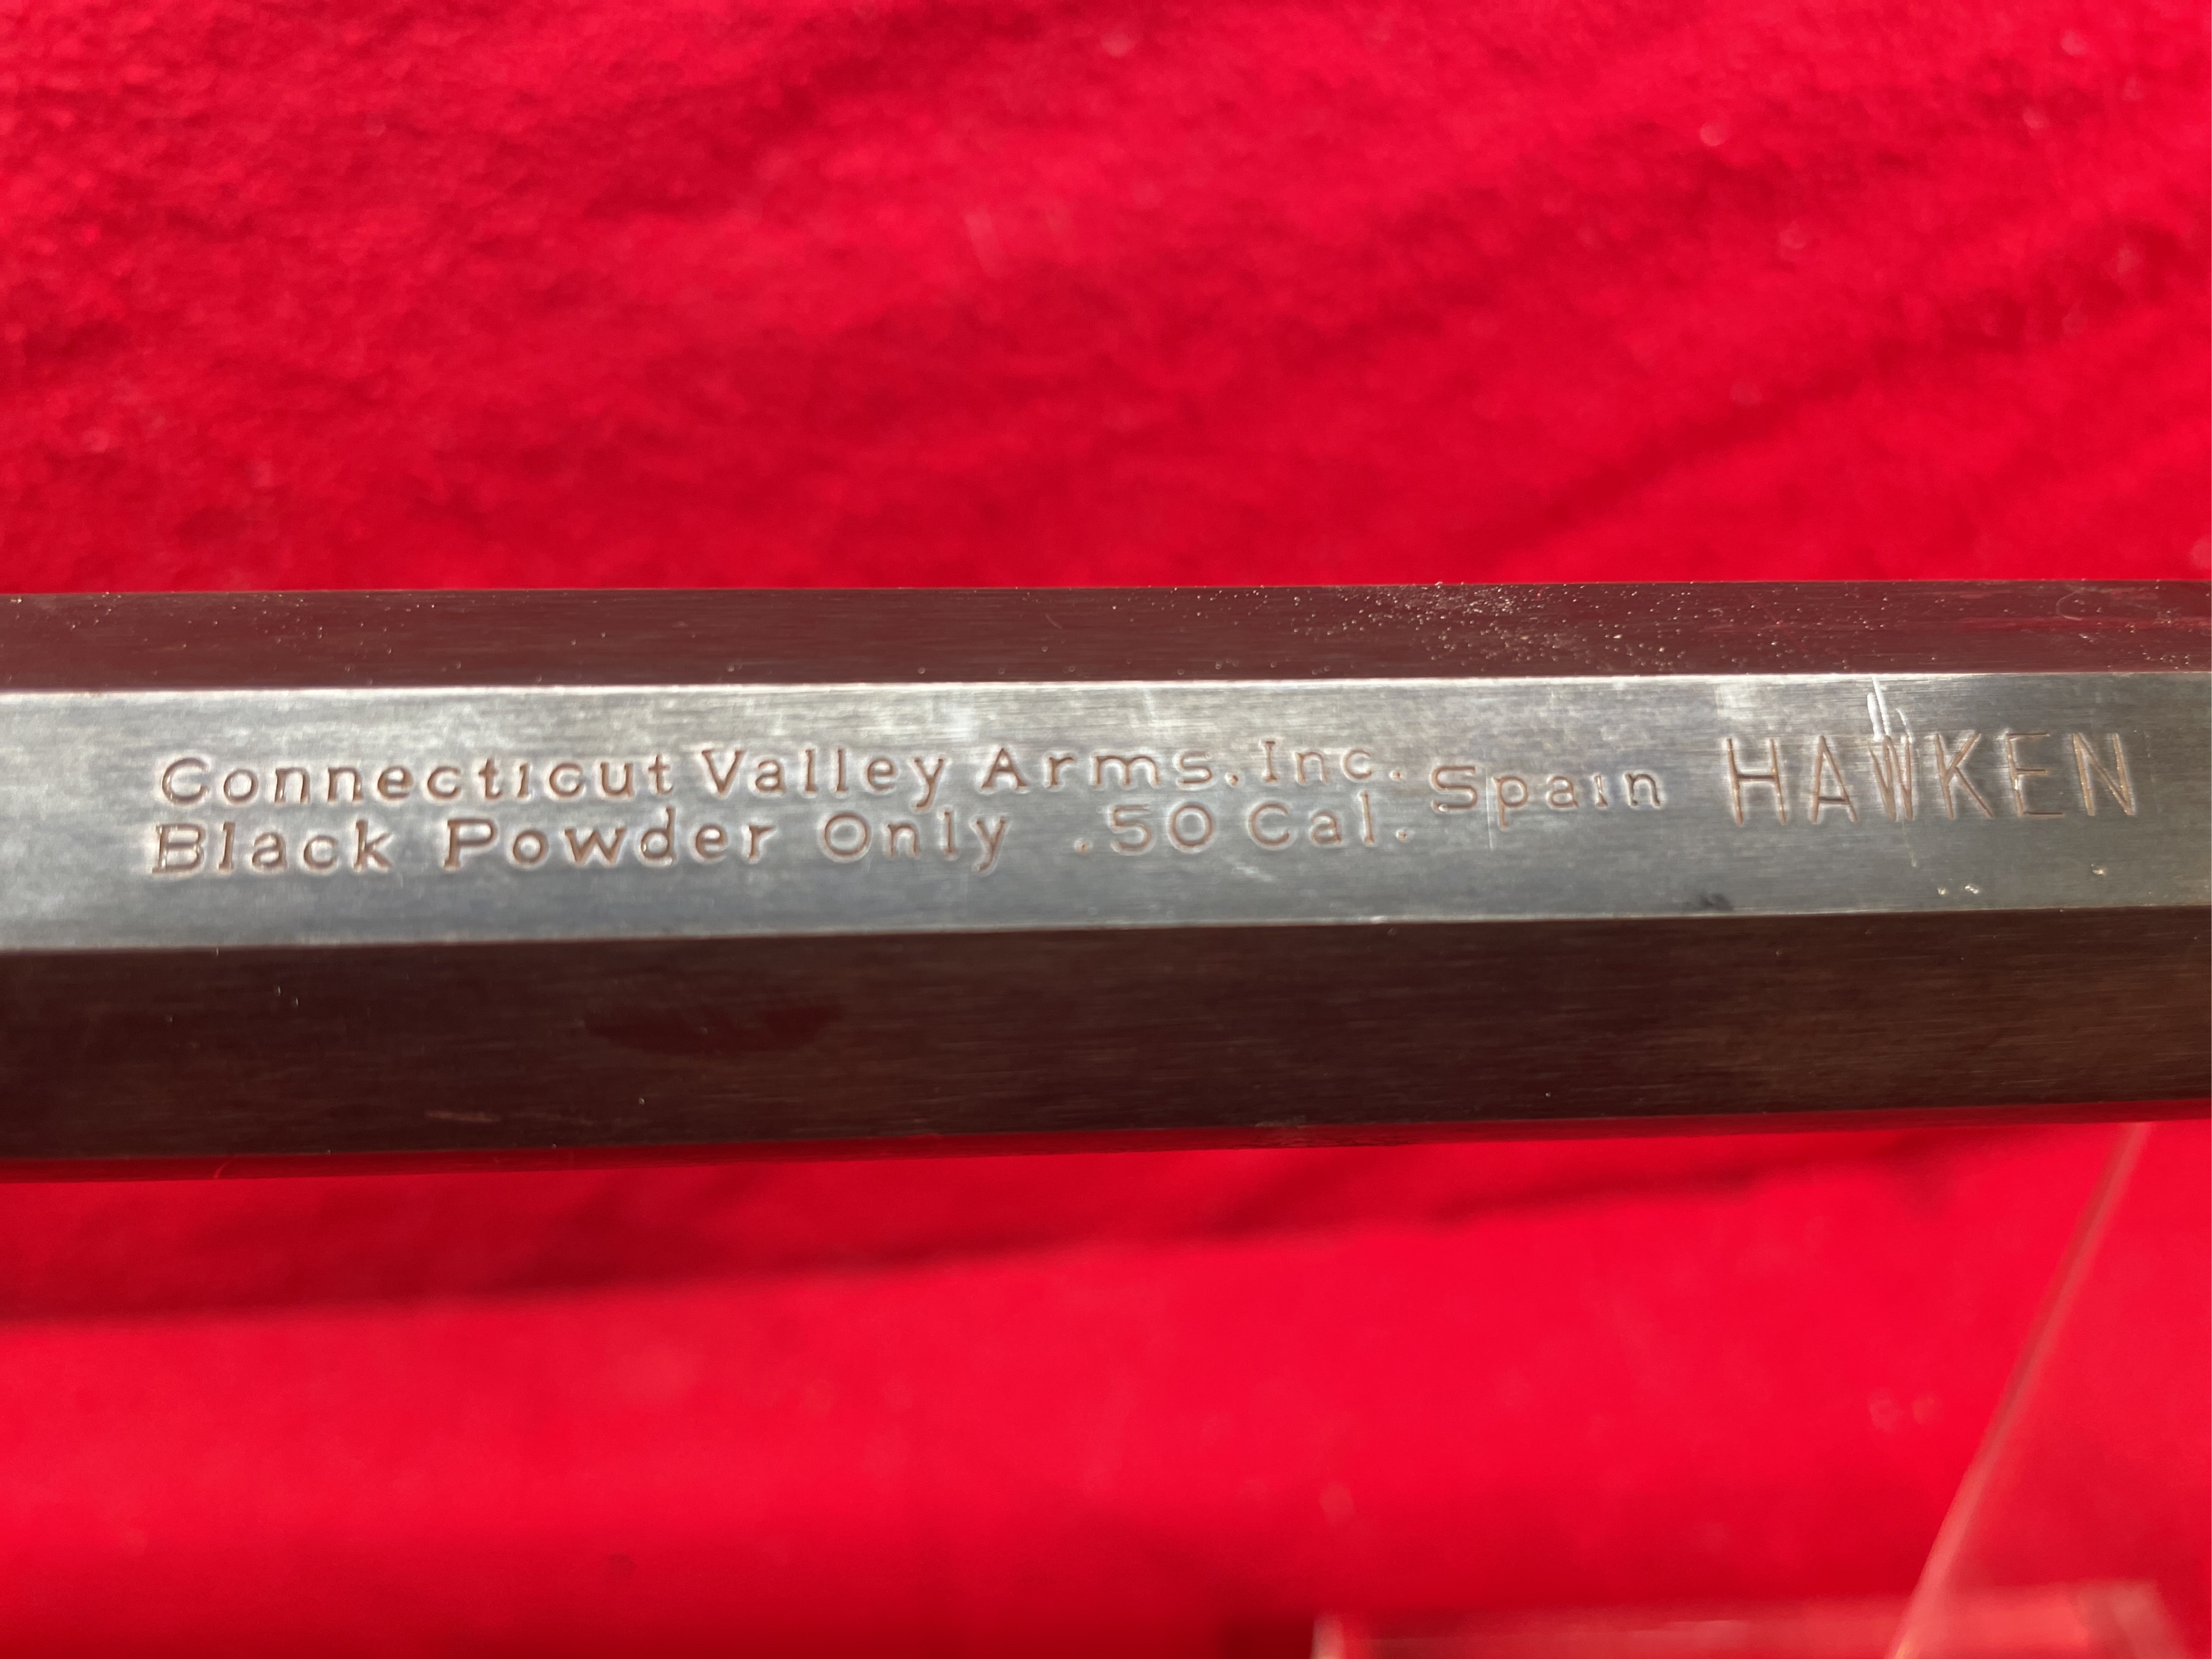 Connecticut Valley Arms, Inc. Spain HAWKEN
Black Powder Only .50 Cal.